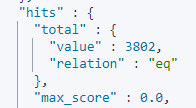 "hits" : {
"total" : {
"value" : 3802,
"relation" : "eq"
},
"max_score" : 0.0,